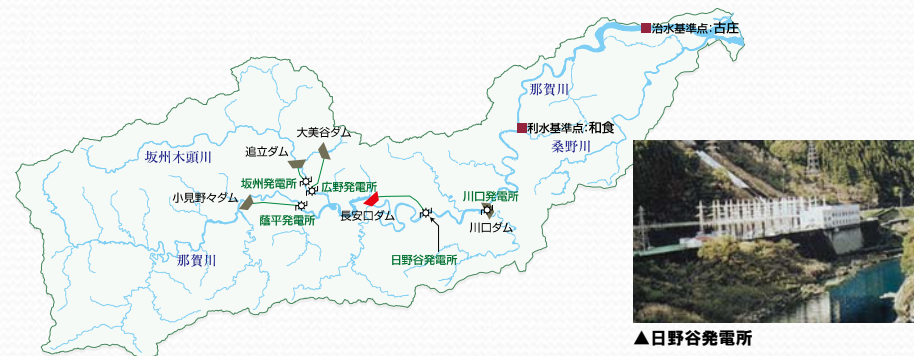 治水基準点：古庄
那賀川
利水基準点：和食
桑野川
大美谷ダム
追立ダム
坂州木頭川
坂州発電所
広野発電所
小見野々ダム
川口発電所
長安口ダム
蔭平発電所
川口ダム
那賀川
日野谷発電所
▲日野谷発電所